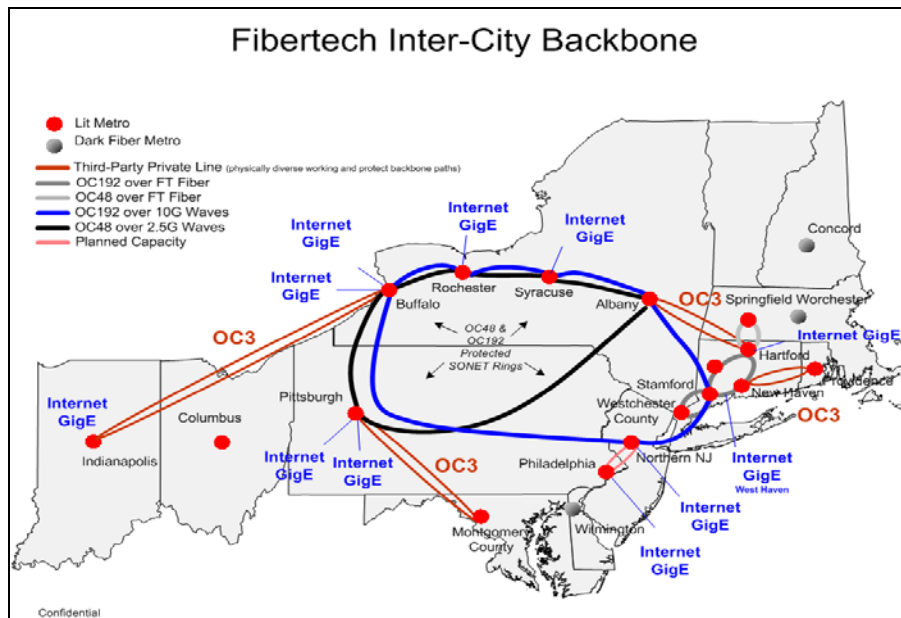 Fibertech Inter-City Backbone
Lit Metro
Dark Fiber Metro
Third-Party Private Line (physically diverse working and protect backbone paths)
OC192 over FT Fiber
OC48 over FT Fiber
OC192 over 10G Waves
OC48 over 2.5G Waves
Planned Capacity
Internet
GigE
Internet
GigE
Internet
GigE
Internet
GigE
Concord
Buffalo
Rochester
Syracuse
Albany
OC3
Springfield
Worchester
OC48 &
OC192
Protected
SONET Rings
OC3
Internet GigE
Hartford
Providence
New Haven
OC3
Stamford
Westchester
County
Internet
GigE
Indianapolis
Columbus
Pittsburgh
Internet
GigE
Internet
GigE
OC3
Montgomery
County
Philadelphia
Northern NJ
Internet
GigE
West Haven
Internet
GigE
Wilmington
Internet
GigE
Confidential